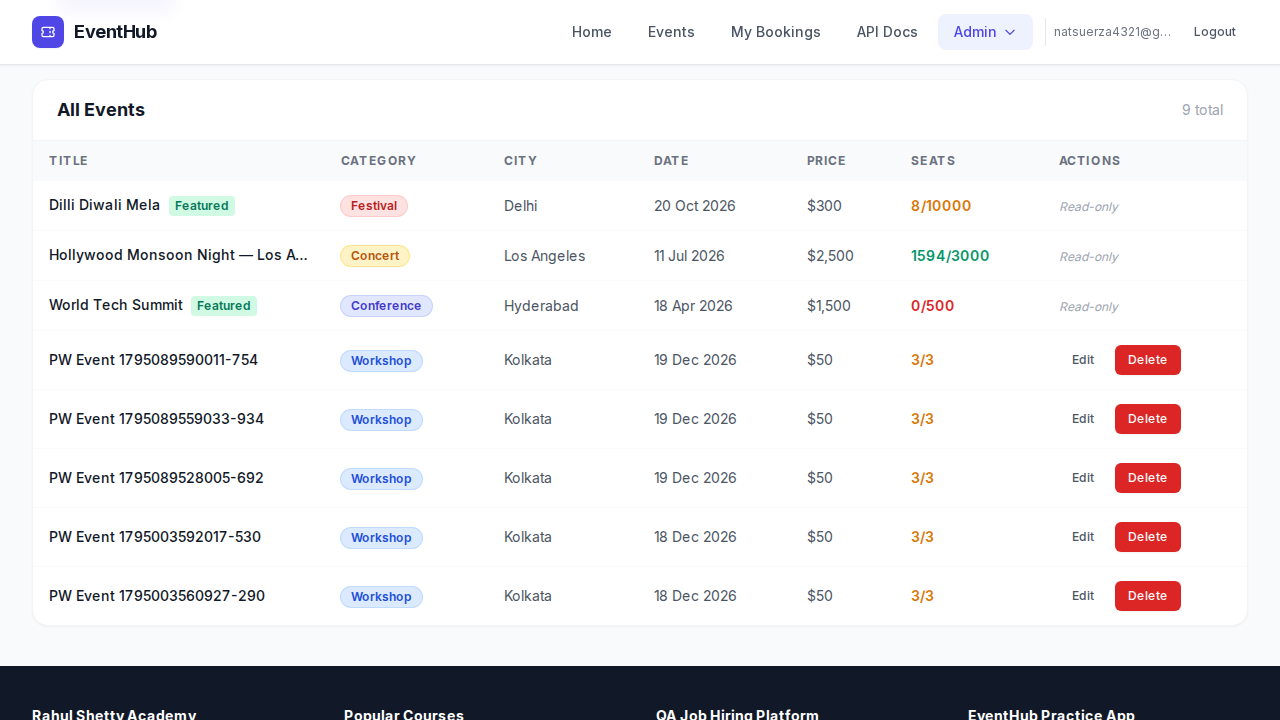 EventHub
Home
Events
My Bookings
API Docs
Admin
natsuerza4321@g...
Logout
All Events
9 total
TITLE CATEGORY CITY DATE PRICE SEATS ACTIONS
Dilli Diwali Mela Featured Festival Delhi 20 Oct 2026 $300 8/10000 Read-only
Hollywood Monsoon Night — Los A... Concert Los Angeles 11 Jul 2026 $2,500 1594/3000 Read-only
World Tech Summit Featured Conference Hyderabad 18 Apr 2026 $1,500 0/500 Read-only
PW Event 1795089590011-754 Workshop Kolkata 19 Dec 2026 $50 3/3 Edit Delete
PW Event 1795089559033-934 Workshop Kolkata 19 Dec 2026 $50 3/3 Edit Delete
PW Event 1795089528005-692 Workshop Kolkata 19 Dec 2026 $50 3/3 Edit Delete
PW Event 1795003592017-530 Workshop Kolkata 18 Dec 2026 $50 3/3 Edit Delete
PW Event 1795003560927-290 Workshop Kolkata 18 Dec 2026 $50 3/3 Edit Delete
Rahul Shetty Academy
Popular Courses
QA Job Hiring Platform
EventHub Practice App